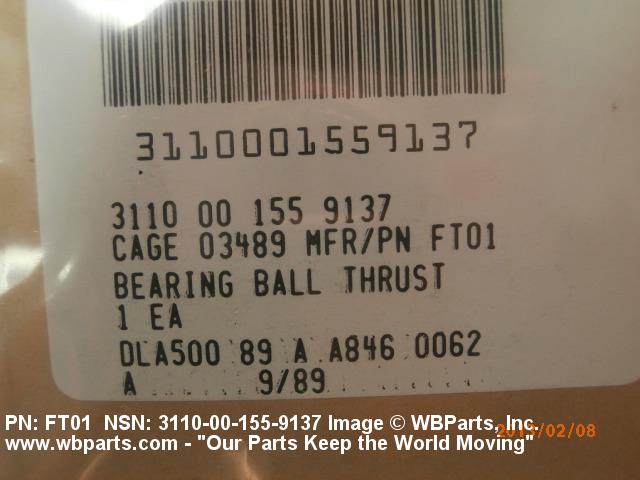 3110001559137
3110 00 155 9137
CAGE 03489 MFR/PN FT01
BEARING BALL THRUST
1 EA
DLA500 89 A A846 0062
A 9/89
PN: FT01 NSN: 3110-00-155-9137 Image © WBParts, Inc.
www.wbparts.com - "Our Parts Keep the World Moving"
2013/02/08